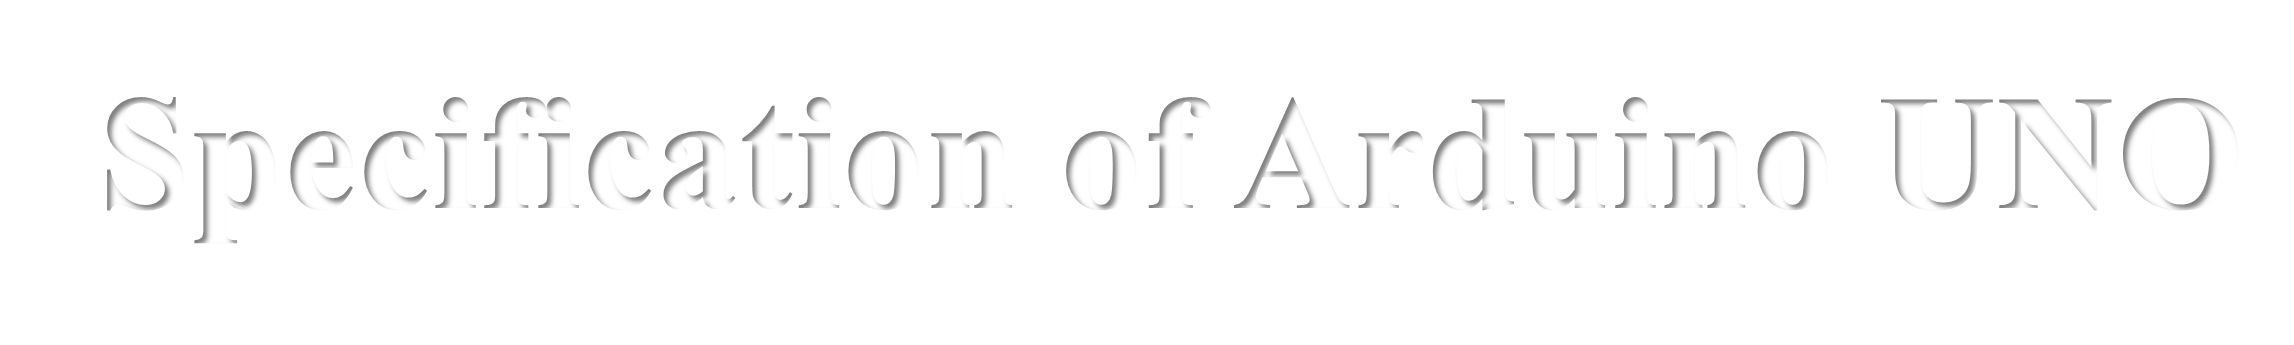 Specification of Arduino UNO